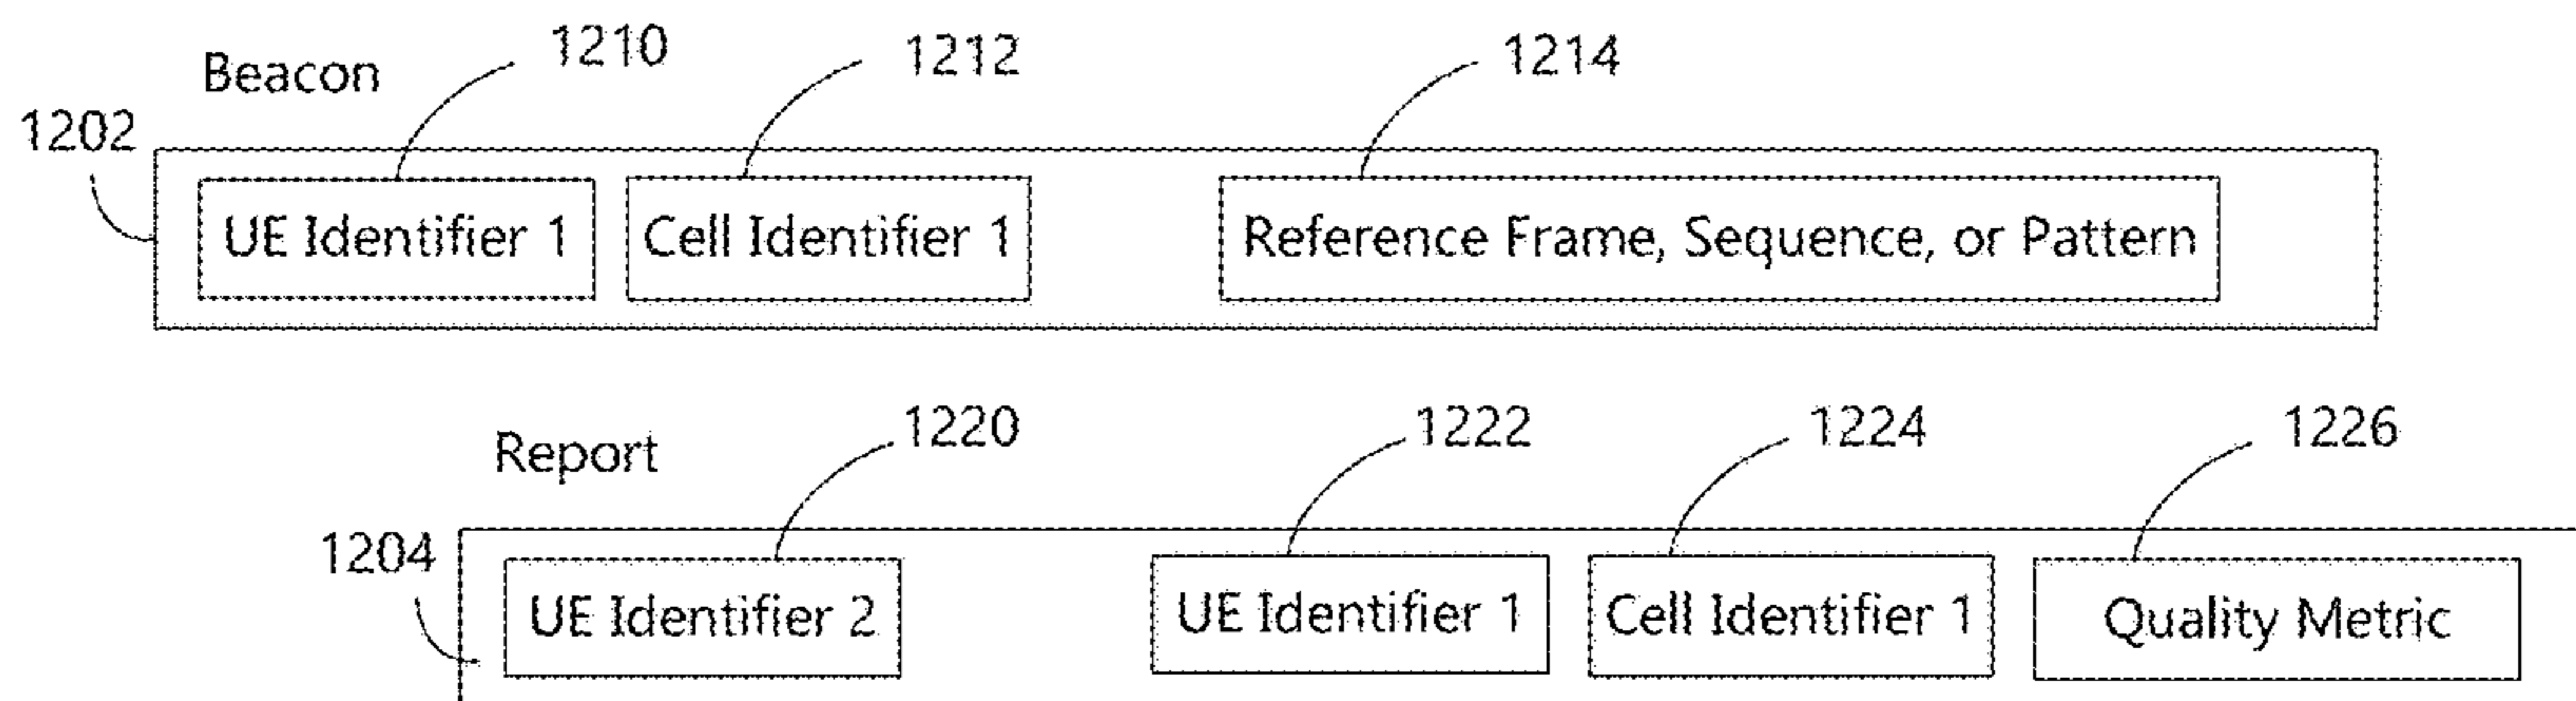 Beacon
1210
1212
1214
1202
UE Identifier 1
Cell Identifier 1
Reference Frame, Sequence, or Pattern
Report
1220
1222
1224
1226
1204
UE Identifier 2
UE Identifier 1
Cell Identifier 1
Quality Metric